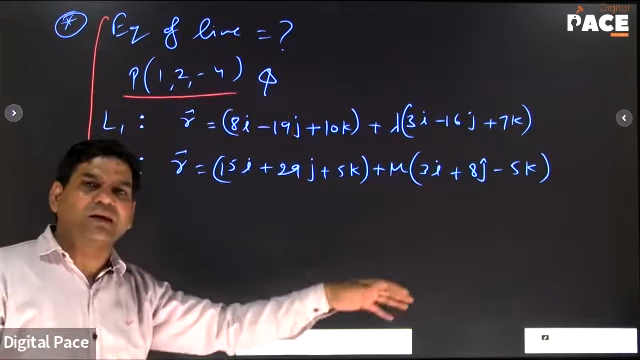 Digital
PACE
* Eq of line = ?
P(1, 2, -4) φ
L₁ : r⃗ = (8i - 19j + 10k) + λ(3i - 16j + 7k)
: r⃗ = (15i + 29j + 5k) + μ(3i + 8ĵ - 5k)
Digital Pace